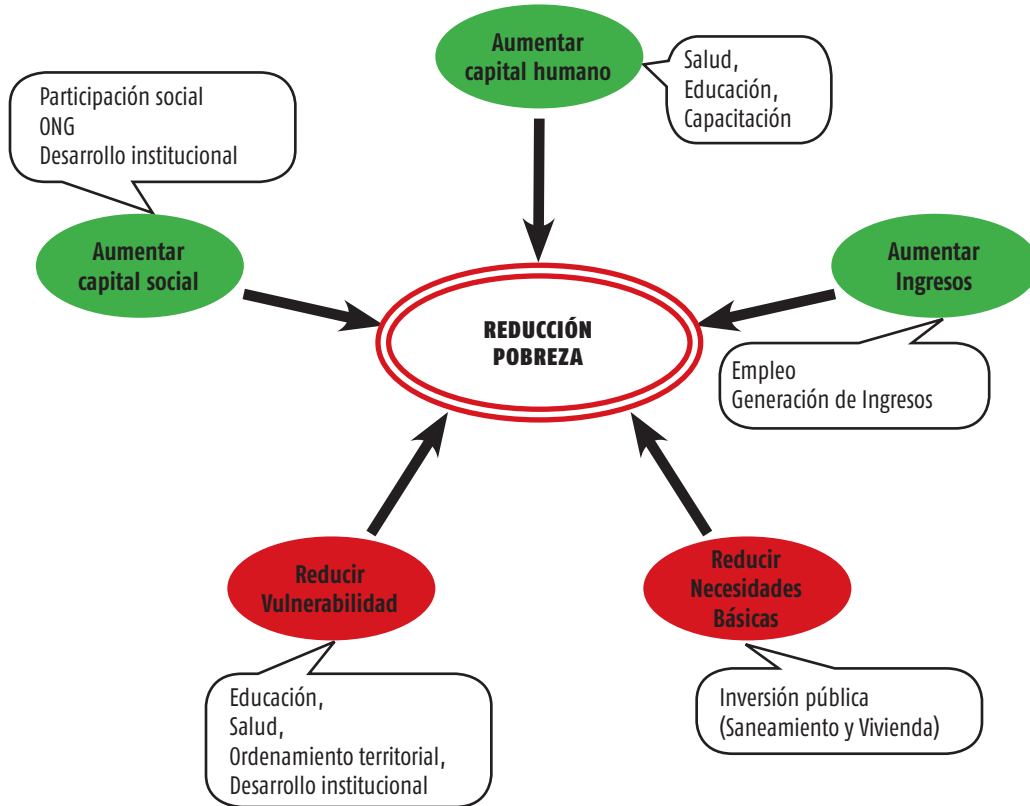 Aumentar
capital humano
Salud,
Educación,
Capacitación
Participación social
ONG
Desarrollo institucional
Aumentar
capital social
Aumentar
Ingresos
REDUCCIÓN
POBREZA
Empleo
Generación de Ingresos
Reducir
Vulnerabilidad
Reducir
Necesidades
Básicas
Educación,
Salud,
Ordenamiento territorial,
Desarrollo institucional
Inversión pública
(Saneamiento y Vivienda)